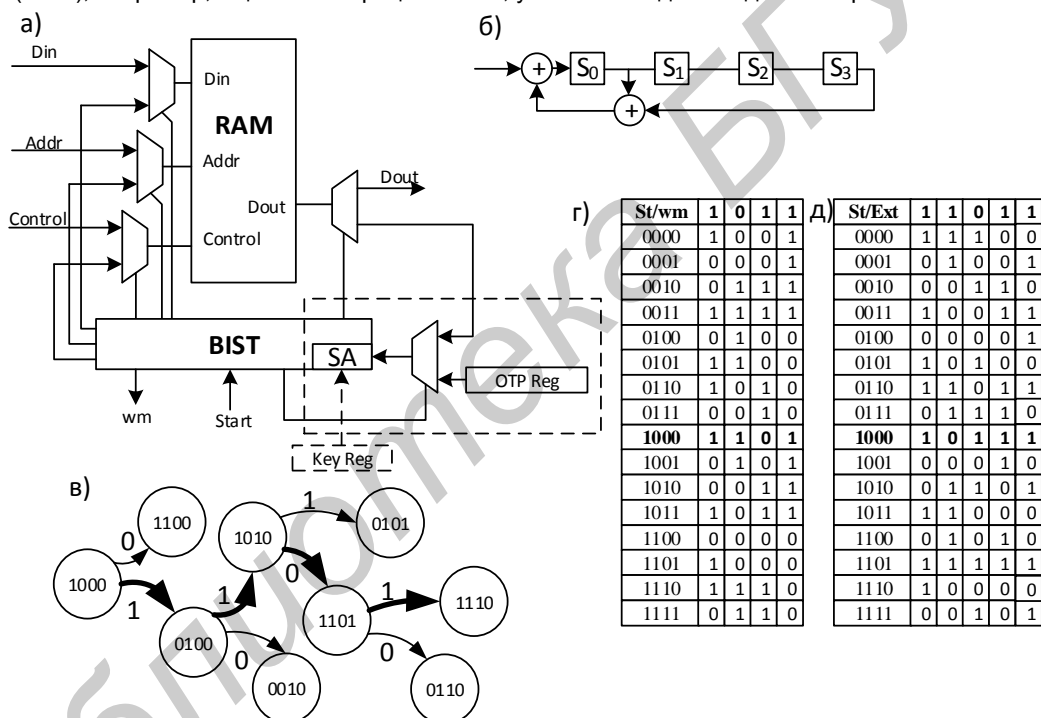 а)
Din
Din
RAM
Addr
Addr
Dout
Dout
Control
Control
BIST
SA
OTP Reg
wm
Start
Key Reg
б)
+ S0 S1 S2 S3
+
в)
1100
1010
1
0101
0
1000
1
1
0
1110
1
1101
0100
0
0
0010
0110
г)
St/wm 1 0 1 1
0000 1 0 0 1
0001 0 0 0 1
0010 0 1 1 1
0011 1 1 1 1
0100 0 1 0 0
0101 1 1 0 0
0110 1 0 1 0
0111 0 0 1 0
1000 1 1 0 1
1001 0 1 0 1
1010 0 0 1 1
1011 1 0 1 1
1100 0 0 0 0
1101 1 0 0 0
1110 1 1 1 0
1111 0 1 1 0
д)
St/Ext 1 1 0 1 1
0000 1 1 1 0 0
0001 0 1 0 0 1
0010 0 0 1 1 0
0011 1 0 0 1 1
0100 0 0 0 0 1
0101 1 0 1 0 0
0110 1 1 0 1 1
0111 0 1 1 1 0
1000 1 0 1 1 1
1001 0 0 0 1 0
1010 0 1 1 0 1
1011 1 1 0 0 0
1100 0 1 0 1 0
1101 1 1 1 1 1
1110 1 0 0 0 0
1111 0 0 1 0 1
блиотека БГУ